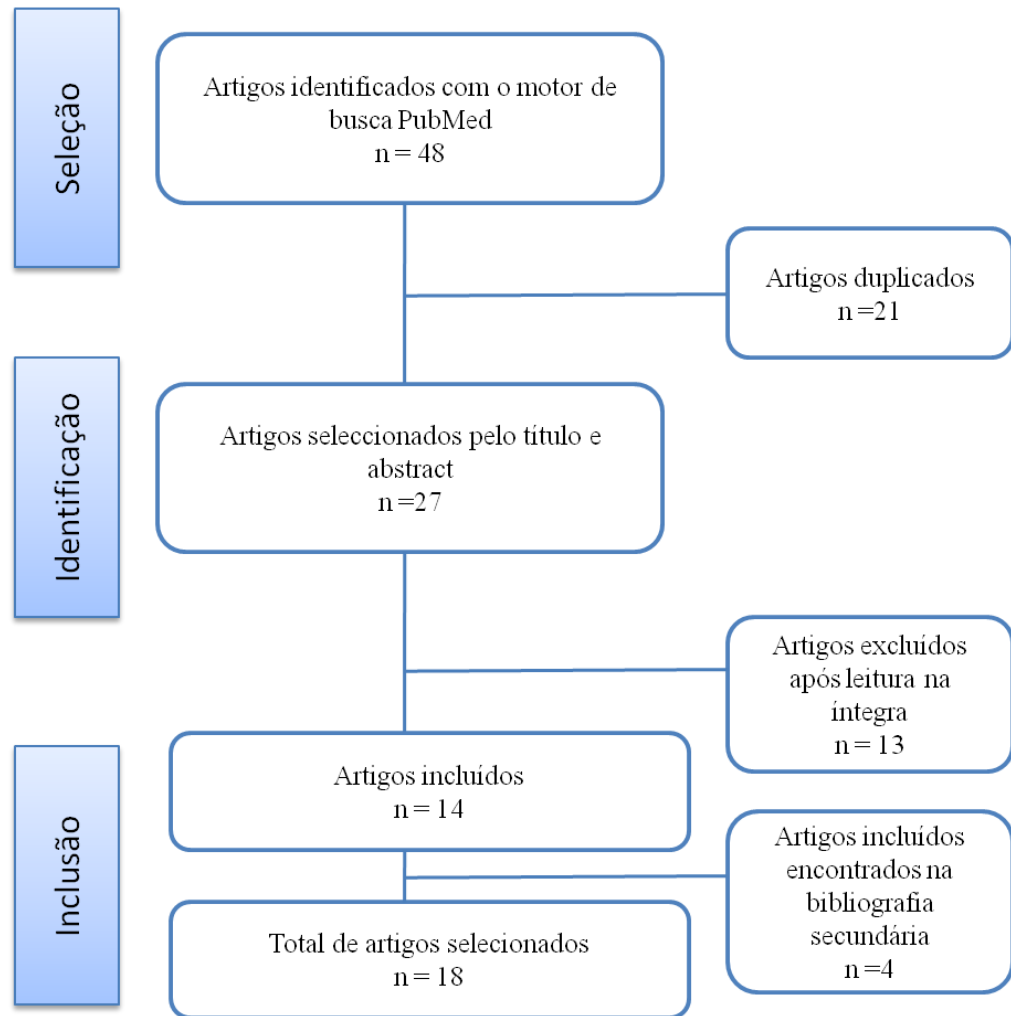 Seleção
Artigos identificados com o motor de
busca PubMed
n = 48
Artigos duplicados
n =21
Identificação
Artigos seleccionados pelo título e
abstract
n =27
Artigos excluídos
após leitura na
íntegra
n = 13
Inclusão
Artigos incluídos
n = 14
Artigos incluídos
encontrados na
bibliografia
secundária
n =4
Total de artigos selecionados
n = 18